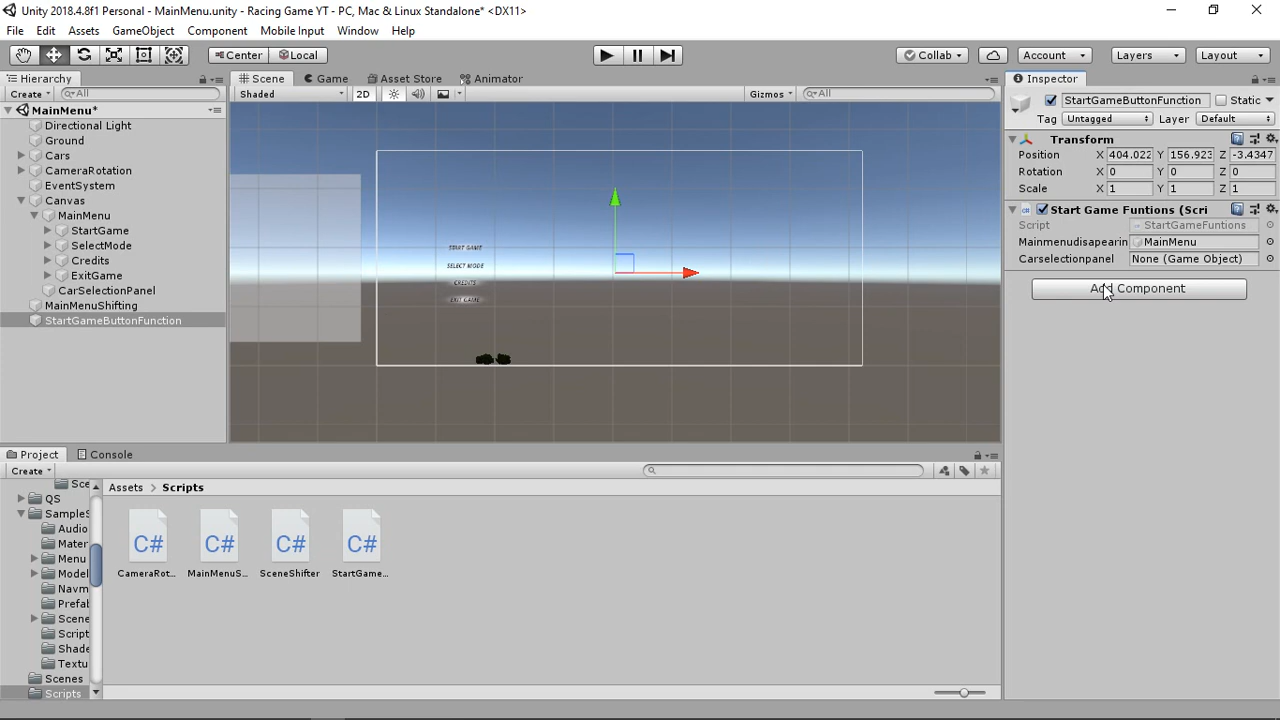 Unity 2018.4.8f1 Personal - MainMenu.unity - Racing Game YT - PC, Mac & Linux Standalone* <DX11>
File Edit Assets GameObject Component Mobile Input Window Help
Center Local Collab Account Layers Layout
Hierarchy
Create All
MainMenu*
Directional Light
Ground
Cars
CameraRotation
EventSystem
Canvas
MainMenu
StartGame
SelectMode
Credits
ExitGame
CarSelectionPanel
MainMenuShifting
StartGameButtonFunction
Scene Game Asset Store Animator
Shaded 2D Gizmos All
START GAME
SELECT MODE
CREDITS
EXIT GAME
Inspector
StartGameButtonFunction Static
Tag Untagged Layer Default
Transform
Position X 404.022 Y 156.923 Z -3.4347
Rotation X 0 Y 0 Z 0
Scale X 1 Y 1 Z 1
Start Game Funtions (Scri
Script StartGameFuntions
Mainmenudisapearin MainMenu
Carselectionpanel None (Game Object)
Add Component
Project Console
Create
Sce
QS
SampleS
Audio
Mater
Menu
Model
Navm
Prefab
Scene
Script
Shade
Textu
Scenes
Scripts
Assets > Scripts
C# C# C# C#
CameraRot... MainMenuS... SceneShifter StartGame...